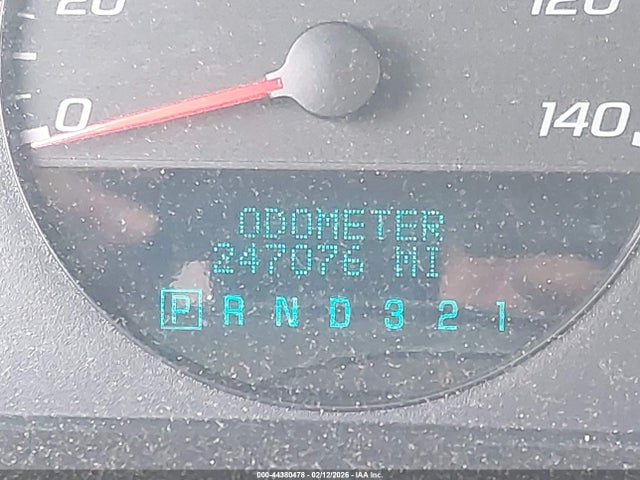 20
120
0
140
ODOMETER
247076 MI
P R N D 3 2 1
000-44380478 - 02/12/2026 - IAA Inc.